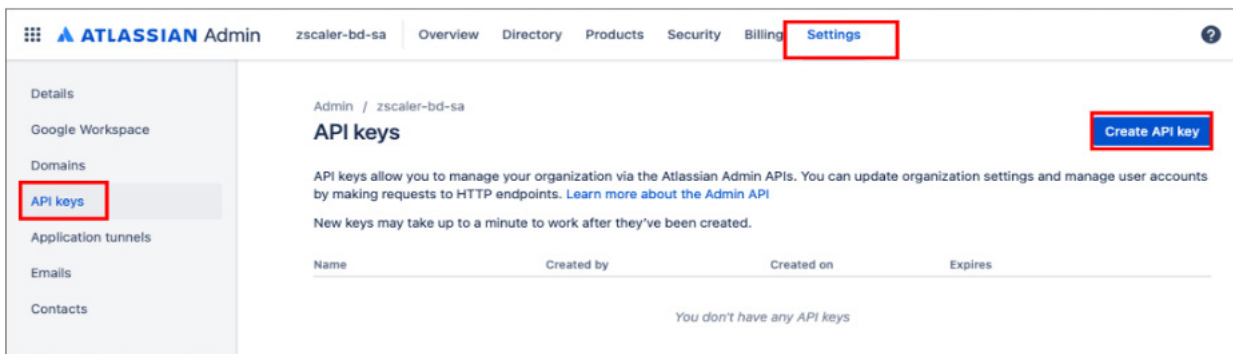 ATLASSIAN Admin zscaler-bd-sa Overview Directory Products Security Billing Settings ?
Details
Google Workspace
Domains
API keys
Application tunnels
Emails
Contacts
Admin / zscaler-bd-sa
API keys
Create API key
API keys allow you to manage your organization via the Atlassian Admin APIs. You can update organization settings and manage user accounts
by making requests to HTTP endpoints. Learn more about the Admin API
New keys may take up to a minute to work after they've been created.
Name Created by Created on Expires
You don't have any API keys